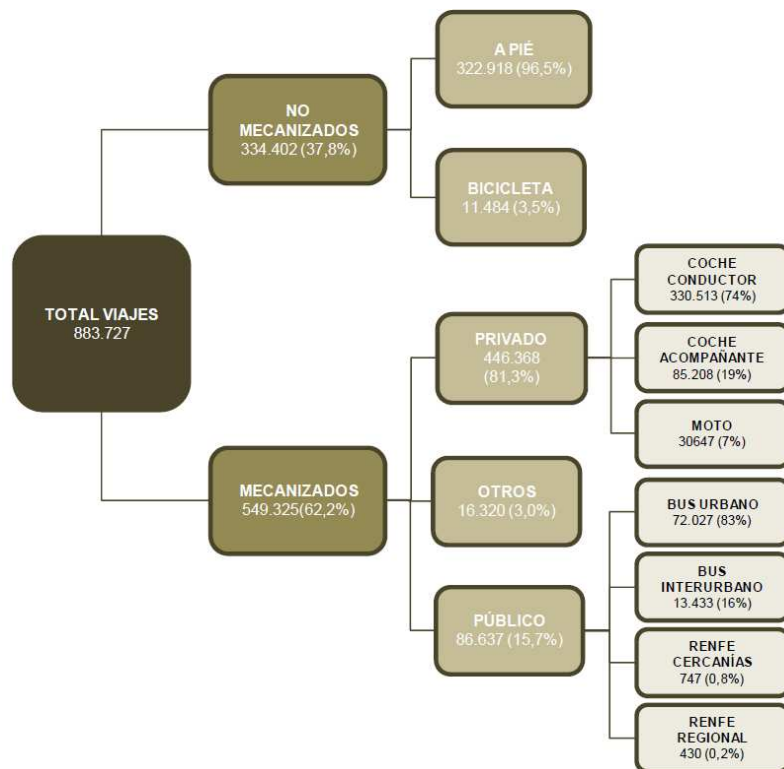 A PIÉ
322.918 (96,5%)
NO
MECANIZADOS
334.402 (37,8%)
BICICLETA
11.484 (3,5%)
TOTAL VIAJES
883.727
COCHE
CONDUCTOR
330.513 (74%)
PRIVADO
446.368
(81,3%)
COCHE
ACOMPAÑANTE
85.208 (19%)
MOTO
30647 (7%)
MECANIZADOS
549.325(62,2%)
OTROS
16.320 (3,0%)
BUS URBANO
72.027 (83%)
BUS
INTERURBANO
13.433 (16%)
PÚBLICO
86.637 (15,7%)
RENFE
CERCANÍAS
747 (0,8%)
RENFE
REGIONAL
430 (0,2%)